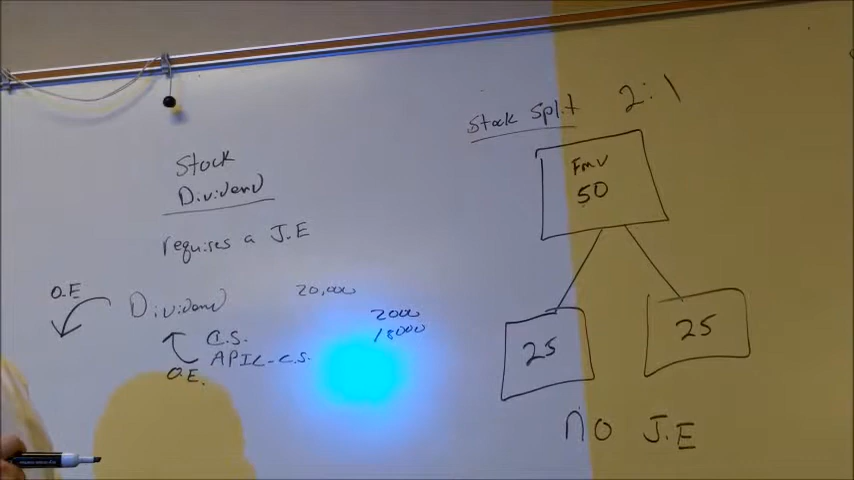 Stock
Dividend
requires a J.E
O.E
Dividend 20,000
C.S. 2000
APIC-C.S. 18000
O.E.
Stock Split 2:1
Fmv
50
25
25
no J.E